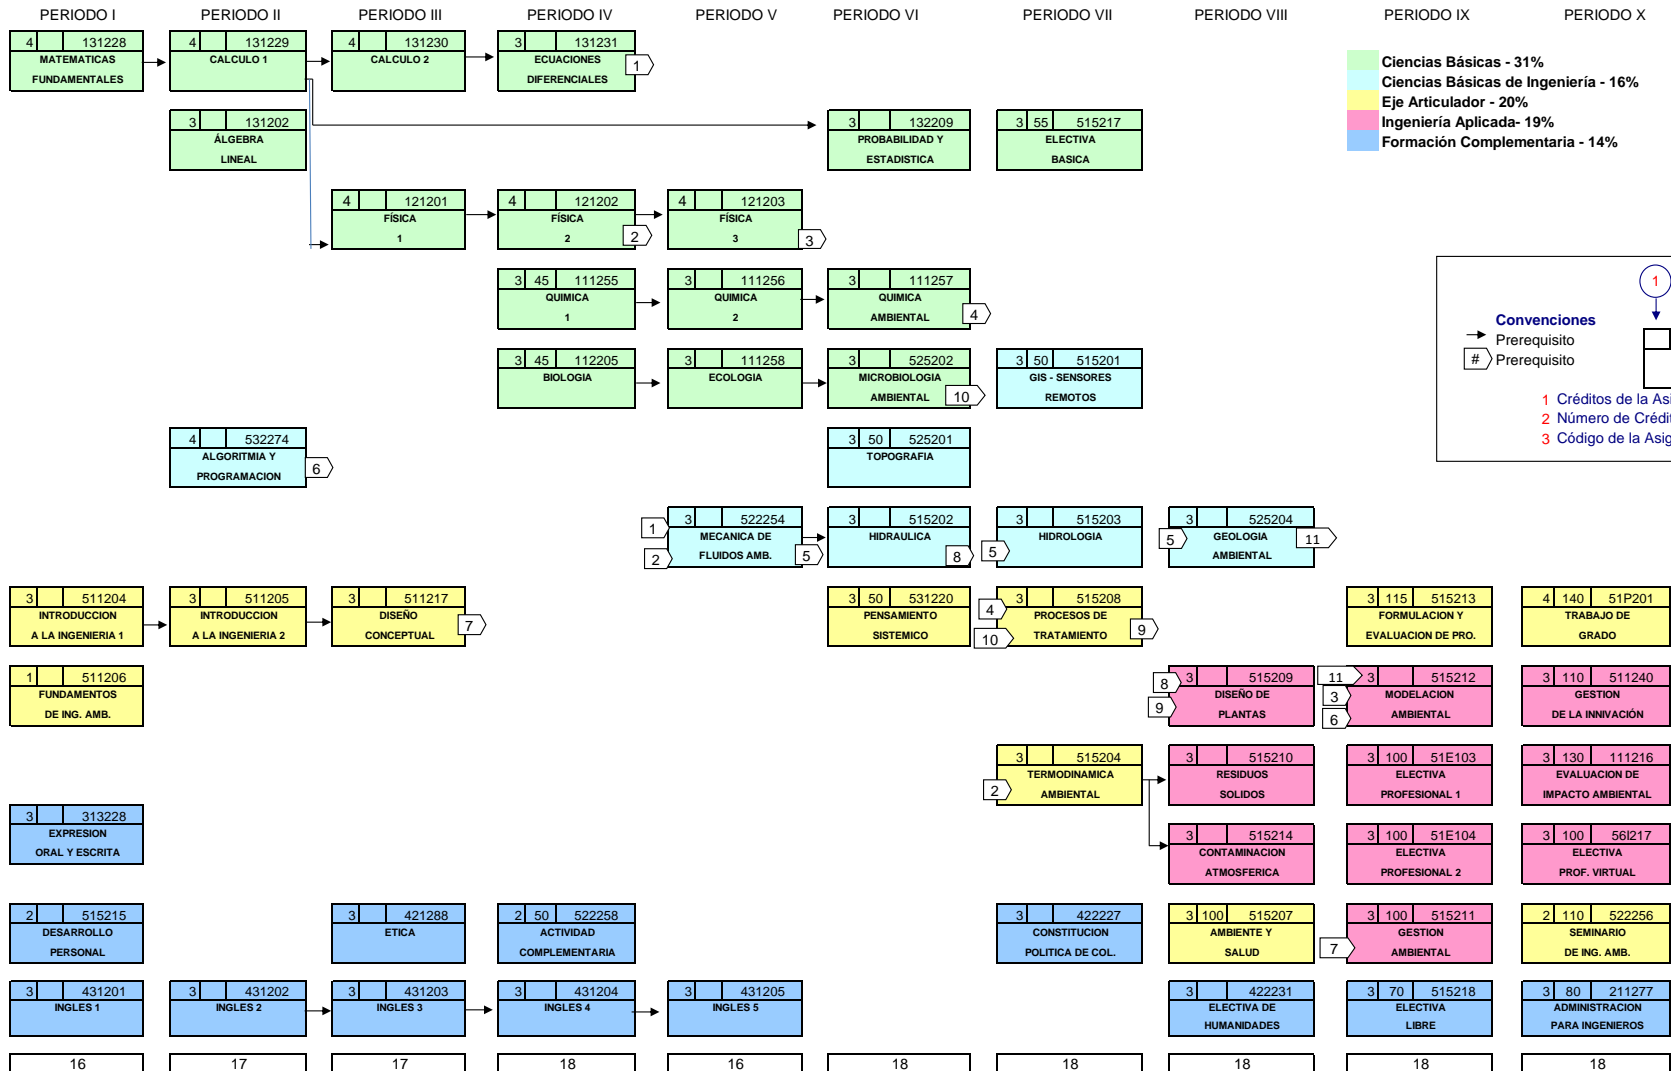 PERIODO I PERIODO II PERIODO III PERIODO IV PERIODO V PERIODO VI PERIODO VII PERIODO VIII PERIODO IX PERIODO X
4 131228 4 131229 4 131230 3 131231
MATEMATICAS CALCULO 1 CALCULO 2 ECUACIONES
FUNDAMENTALES DIFERENCIALES 1
Ciencias Básicas - 31%
Ciencias Básicas de Ingeniería - 16%
Eje Articulador - 20%
Ingeniería Aplicada- 19%
Formación Complementaria - 14%
3 131202 3 132209 3 55 515217
ÁLGEBRA PROBABILIDAD Y ELECTIVA
LINEAL ESTADISTICA BASICA
4 121201 4 121202 4 121203
FÍSICA FÍSICA FÍSICA
1 2 2 3 3
3 45 111255 3 111256 3 111257
QUIMICA QUIMICA QUIMICA
1 2 AMBIENTAL 4
1
Convenciones
Prerequisito
# Prerequisito
1 Créditos de la Asi
2 Número de Crédit
3 Código de la Asig
3 45 112205 3 111258 3 525202 3 50 515201
BIOLOGIA ECOLOGIA MICROBIOLOGIA GIS - SENSORES
AMBIENTAL 10 REMOTOS
4 532274 3 50 525201
ALGORITMIA Y TOPOGRAFIA
PROGRAMACION 6
3 522254 3 515202 3 515203 3 525204
1 MECANICA DE HIDRAULICA HIDROLOGIA 5 GEOLOGIA 11
2 FLUIDOS AMB. 5 8 5 AMBIENTAL
3 511204 3 511205 3 511217 3 50 531220 3 515208 3 115 515213 4 140 51P201
INTRODUCCION INTRODUCCION DISEÑO PENSAMIENTO 4 PROCESOS DE FORMULACION Y TRABAJO DE
A LA INGENIERIA 1 A LA INGENIERIA 2 CONCEPTUAL 7 SISTEMICO 10 TRATAMIENTO 9 EVALUACION DE PRO. GRADO
1 511206 3 515209 11 3 515212 3 110 511240
FUNDAMENTOS 8 DISEÑO DE 3 MODELACION GESTION
DE ING. AMB. 9 PLANTAS 6 AMBIENTAL DE LA INNIVACIÓN
3 515204 3 515210 3 100 51E103 3 130 111216
TERMODINAMICA RESIDUOS ELECTIVA EVALUACION DE
2 AMBIENTAL SOLIDOS PROFESIONAL 1 IMPACTO AMBIENTAL
3 313228 3 515214 3 100 51E104 3 100 56I217
EXPRESION CONTAMINACION ELECTIVA ELECTIVA
ORAL Y ESCRITA ATMOSFERICA PROFESIONAL 2 PROF. VIRTUAL
2 515215 3 421288 2 50 522258 3 422227 3 100 515207 3 100 515211 2 110 522256
DESARROLLO ETICA ACTIVIDAD CONSTITUCION AMBIENTE Y GESTION SEMINARIO
PERSONAL COMPLEMENTARIA POLITICA DE COL. SALUD 7 AMBIENTAL DE ING. AMB.
3 431201 3 431202 3 431203 3 431204 3 431205 3 422231 3 70 515218 3 80 211277
INGLES 1 INGLES 2 INGLES 3 INGLES 4 INGLES 5 ELECTIVA DE ELECTIVA ADMINISTRACION
HUMANIDADES LIBRE PARA INGENIEROS
16 17 17 18 16 18 18 18 18 18